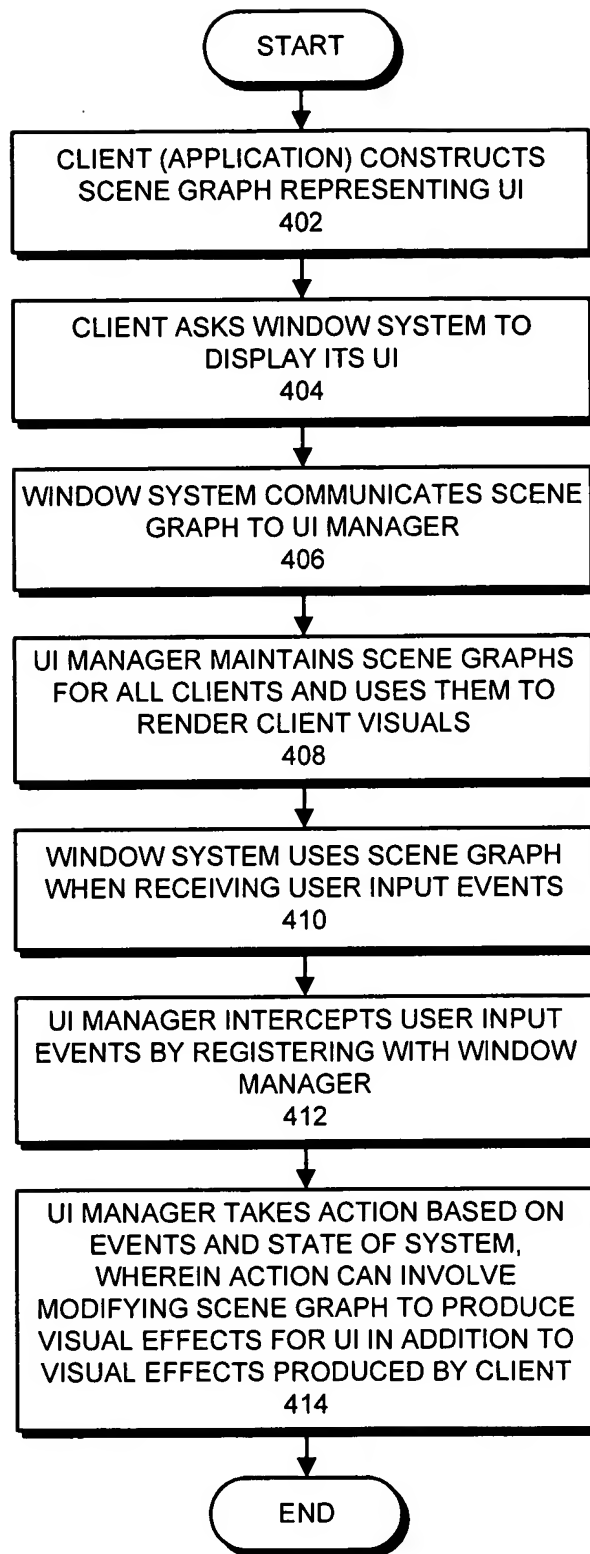 START
CLIENT (APPLICATION) CONSTRUCTS
SCENE GRAPH REPRESENTING UI
402
CLIENT ASKS WINDOW SYSTEM TO
DISPLAY ITS UI
404
WINDOW SYSTEM COMMUNICATES SCENE
GRAPH TO UI MANAGER
406
UI MANAGER MAINTAINS SCENE GRAPHS
FOR ALL CLIENTS AND USES THEM TO
RENDER CLIENT VISUALS
408
WINDOW SYSTEM USES SCENE GRAPH
WHEN RECEIVING USER INPUT EVENTS
410
UI MANAGER INTERCEPTS USER INPUT
EVENTS BY REGISTERING WITH WINDOW
MANAGER
412
UI MANAGER TAKES ACTION BASED ON
EVENTS AND STATE OF SYSTEM,
WHEREIN ACTION CAN INVOLVE
MODIFYING SCENE GRAPH TO PRODUCE
VISUAL EFFECTS FOR UI IN ADDITION TO
VISUAL EFFECTS PRODUCED BY CLIENT
414
END